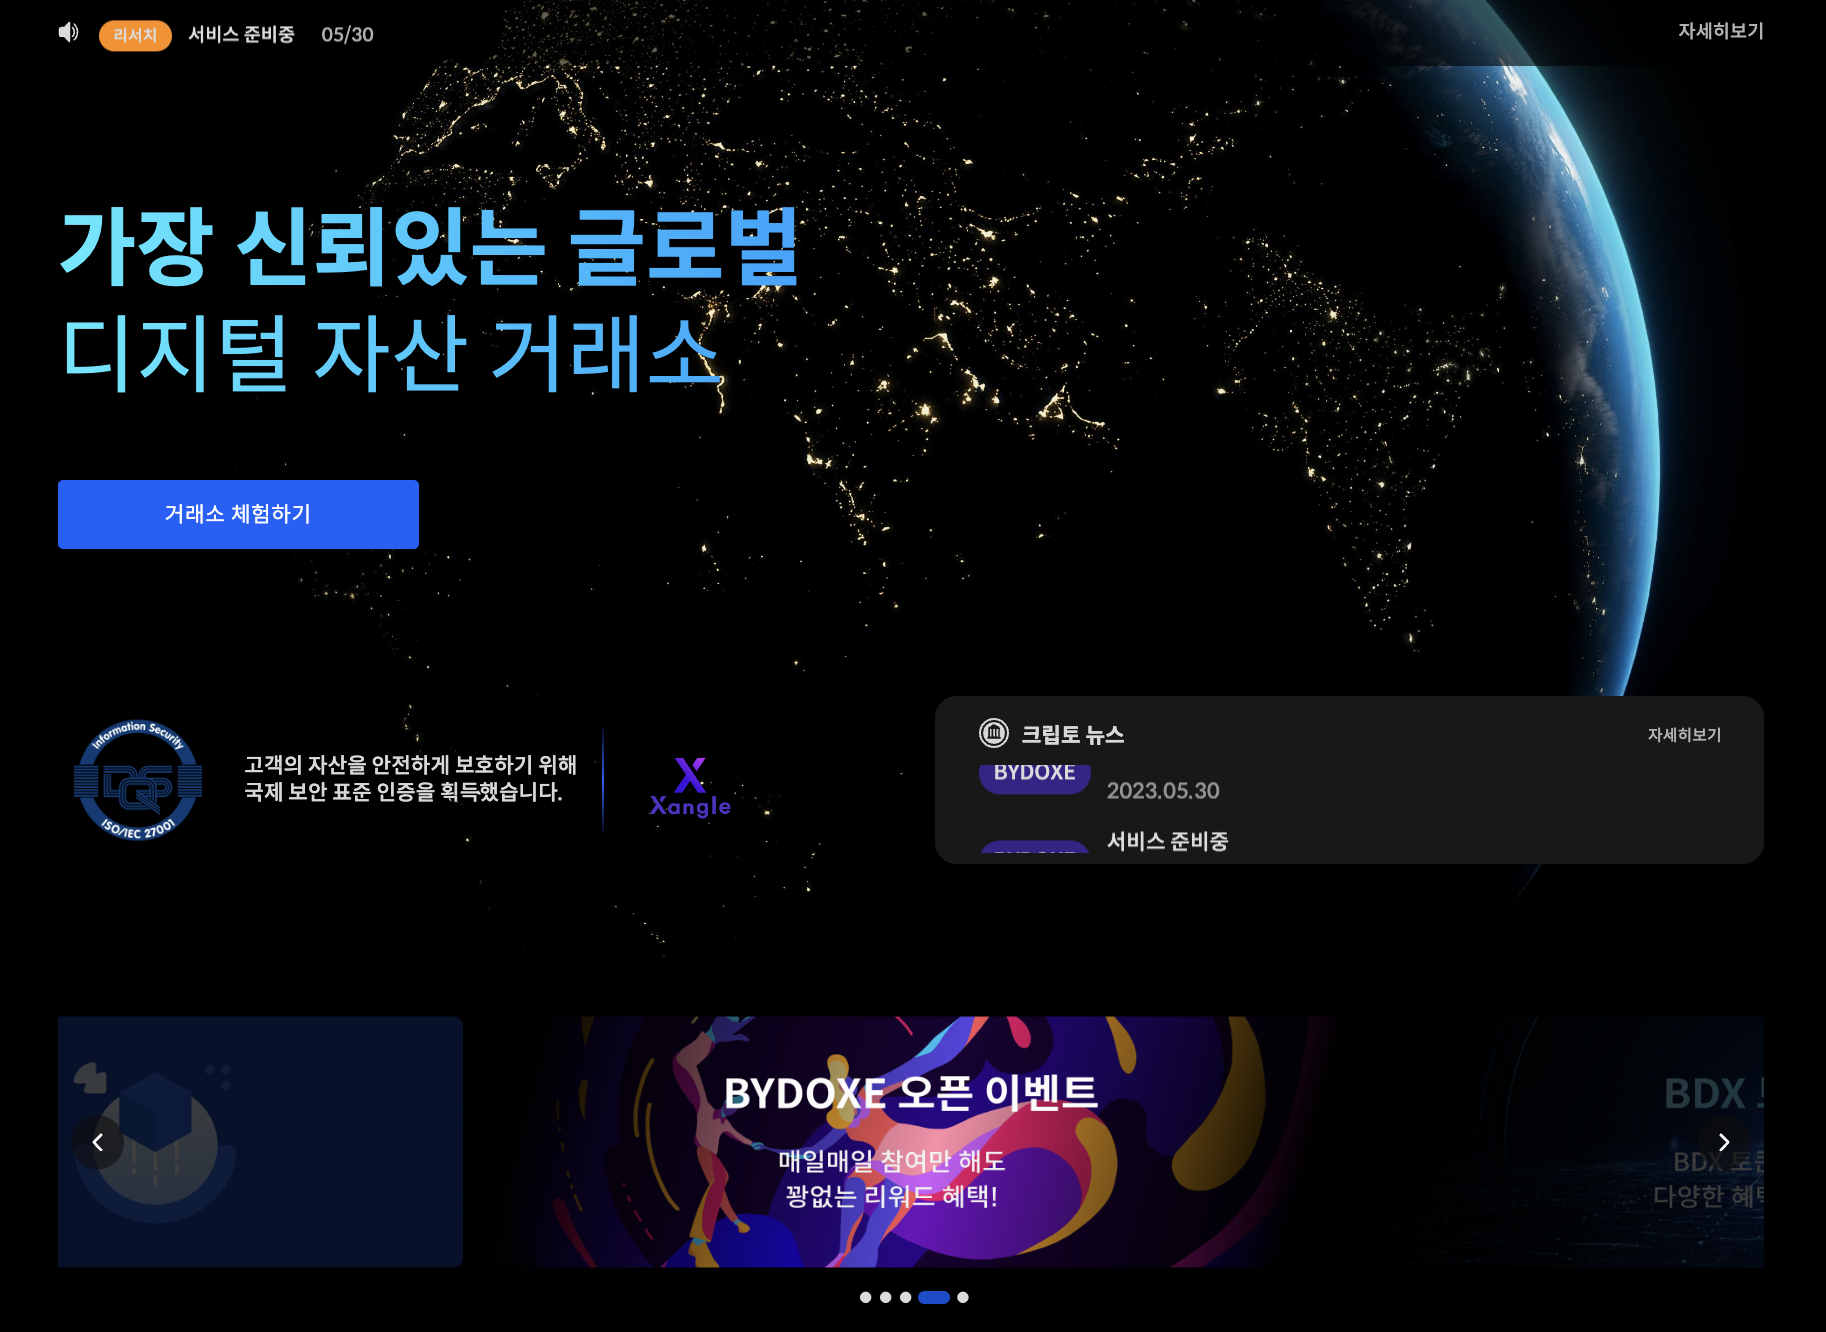 리서치 서비스 준비중 05/30
자세히보기
가장 신뢰있는 글로벌
디지털 자산 거래소
거래소 체험하기
Information Security
DQS
ISO/IEC 27001
고객의 자산을 안전하게 보호하기 위해
국제 보안 표준 인증을 획득했습니다.
Xangle
크립토 뉴스
자세히보기
BYDOXE
2023.05.30
서비스 준비중
BYDOXE 오픈 이벤트
매일매일 참여만 해도
꽝없는 리워드 혜택!
BDX
BDX 토큰
다양한 혜택